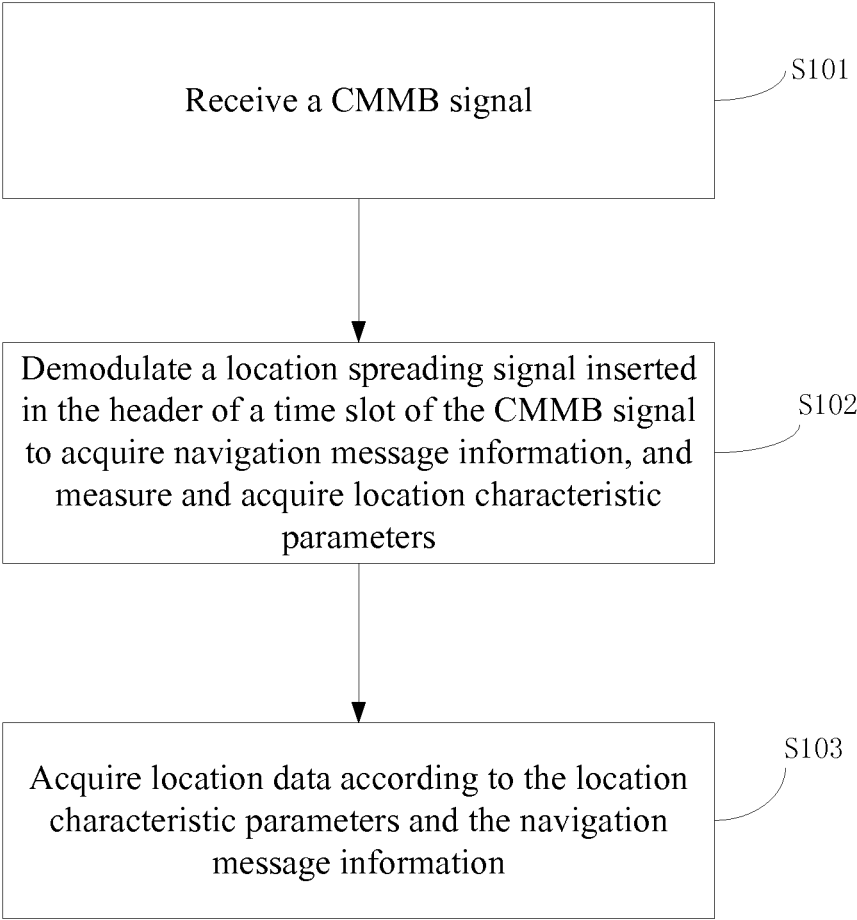 Receive a CMMB signal
S101
Demodulate a location spreading signal inserted
in the header of a time slot of the CMMB signal
to acquire navigation message information, and
measure and acquire location characteristic
parameters
S102
Acquire location data according to the location
characteristic parameters and the navigation
message information
S103